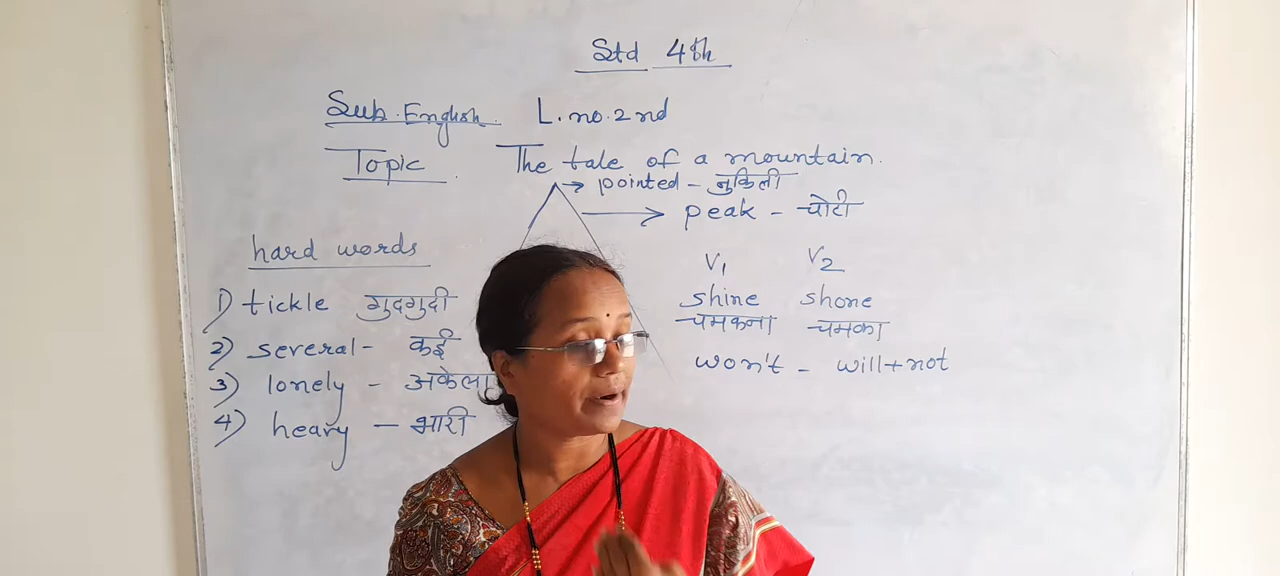 Std 4th
Sub. English. L. no. 2nd
Topic. The tale of a mountain.
→ pointed - नुकिली
→ peak - चोटी
hard words
1) tickle गुदगुदी
2) several - कई
3) lonely - अकेला
4) heavy - भारी
V1 V2
shine shone
चमकना चमका
won't - will+not